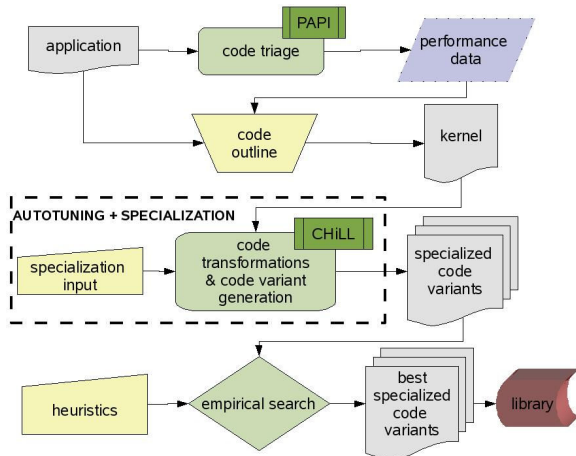 PAPI
application
code triage
performance
data
code
outline
kernel
AUTOTUNING + SPECIALIZATION
CHiLL
specialization
input
code
transformations
& code variant
generation
specialized
code
variants
heuristics
empirical search
best
specialized
code
variants
library